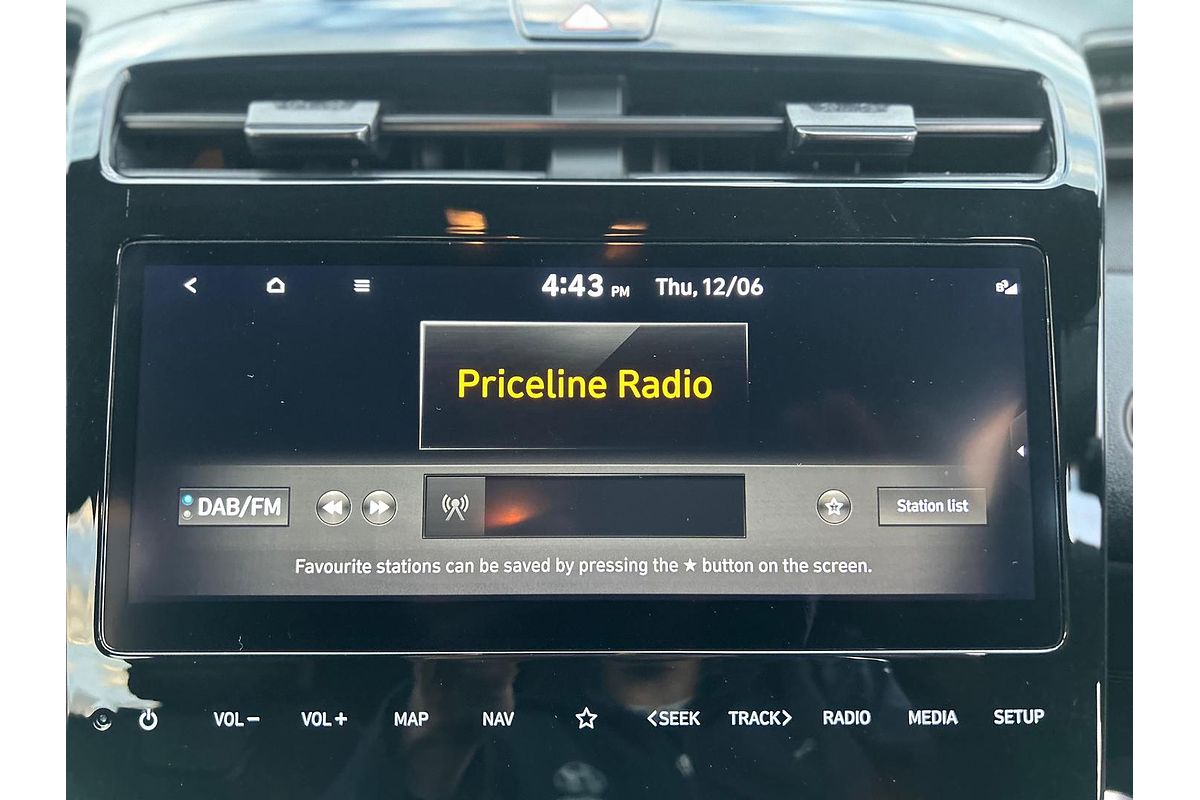 4:43 PM Thu, 12/06
Priceline Radio
DAB/FM
Station list
Favourite stations can be saved by pressing the ★ button on the screen.
VOL− VOL+ MAP NAV ☆ <SEEK TRACK> RADIO MEDIA SETUP